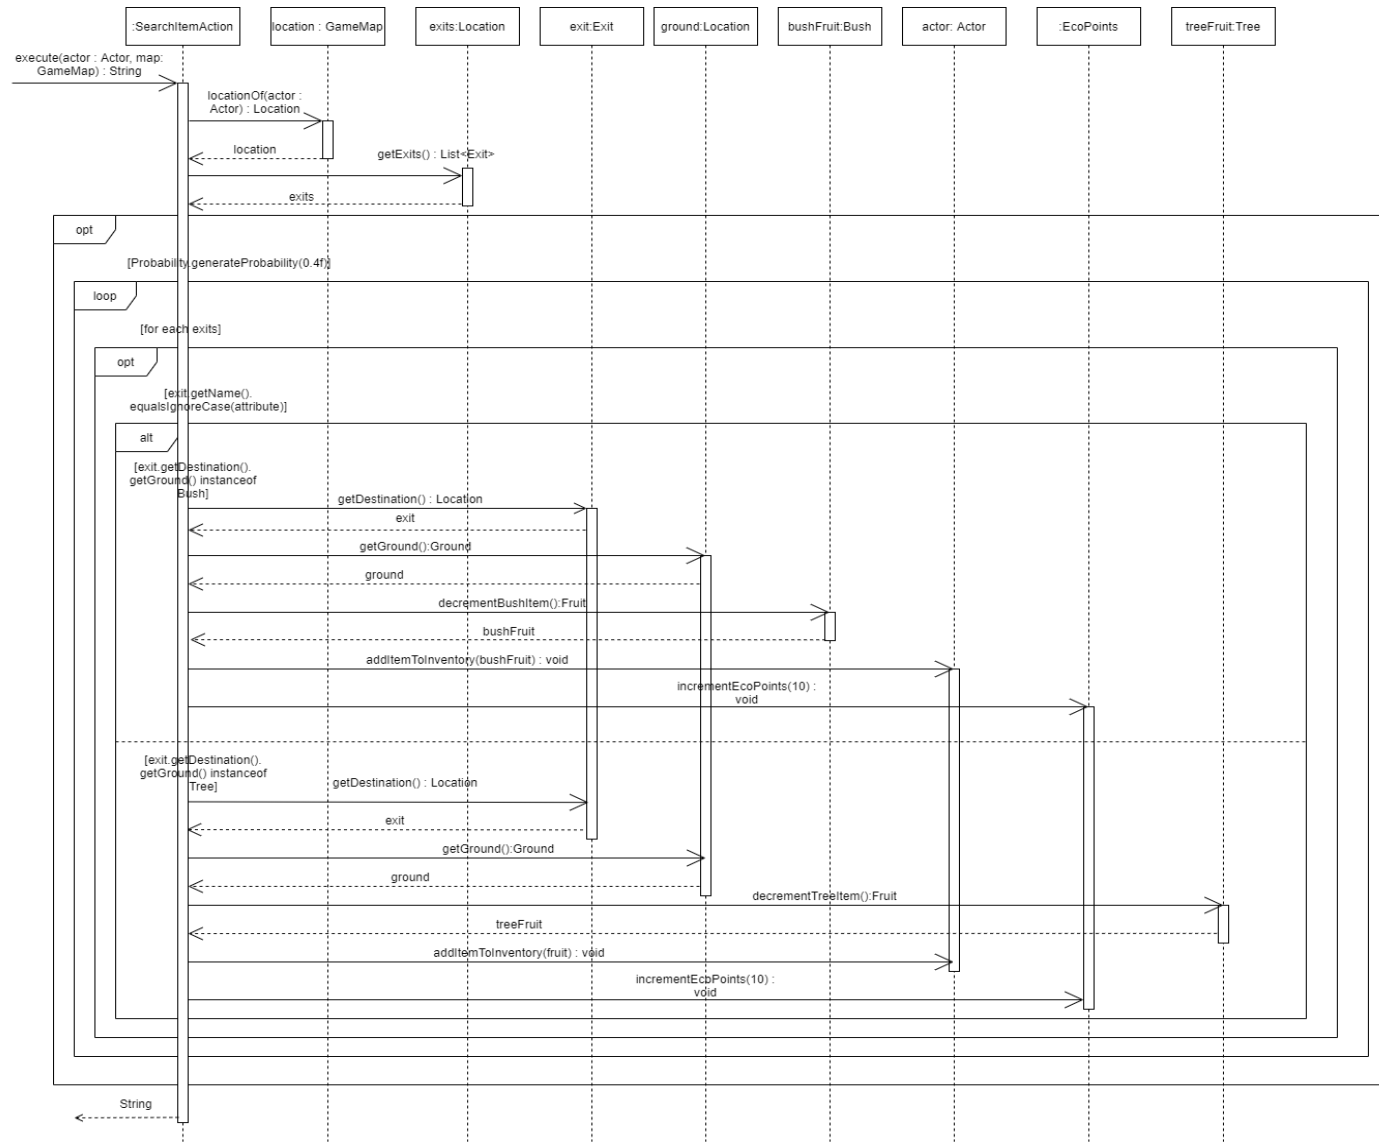 :SearchItemAction
location : GameMap
exits:Location
exit:Exit
ground:Location
bushFruit:Bush
actor: Actor
:EcoPoints
treeFruit:Tree
execute(actor : Actor, map:
GameMap) : String
locationOf(actor :
Actor) : Location
location
getExits() : List<Exit>
exits
opt
[Probability.generateProbability(0.4f)]
loop
[for each exits]
opt
[exit.getName().
equalsIgnoreCase(attribute)]
alt
[exit.getDestination().
getGround() instanceof
Bush]
getDestination() : Location
exit
getGround():Ground
ground
decrementBushItem():Fruit
bushFruit
addItemToInventory(bushFruit) : void
incrementEcoPoints(10) :
void
[exit.getDestination().
getGround() instanceof
Tree]
getDestination() : Location
exit
getGround():Ground
ground
decrementTreeItem():Fruit
treeFruit
addItemToInventory(fruit) : void
incrementEcoPoints(10) :
void
String